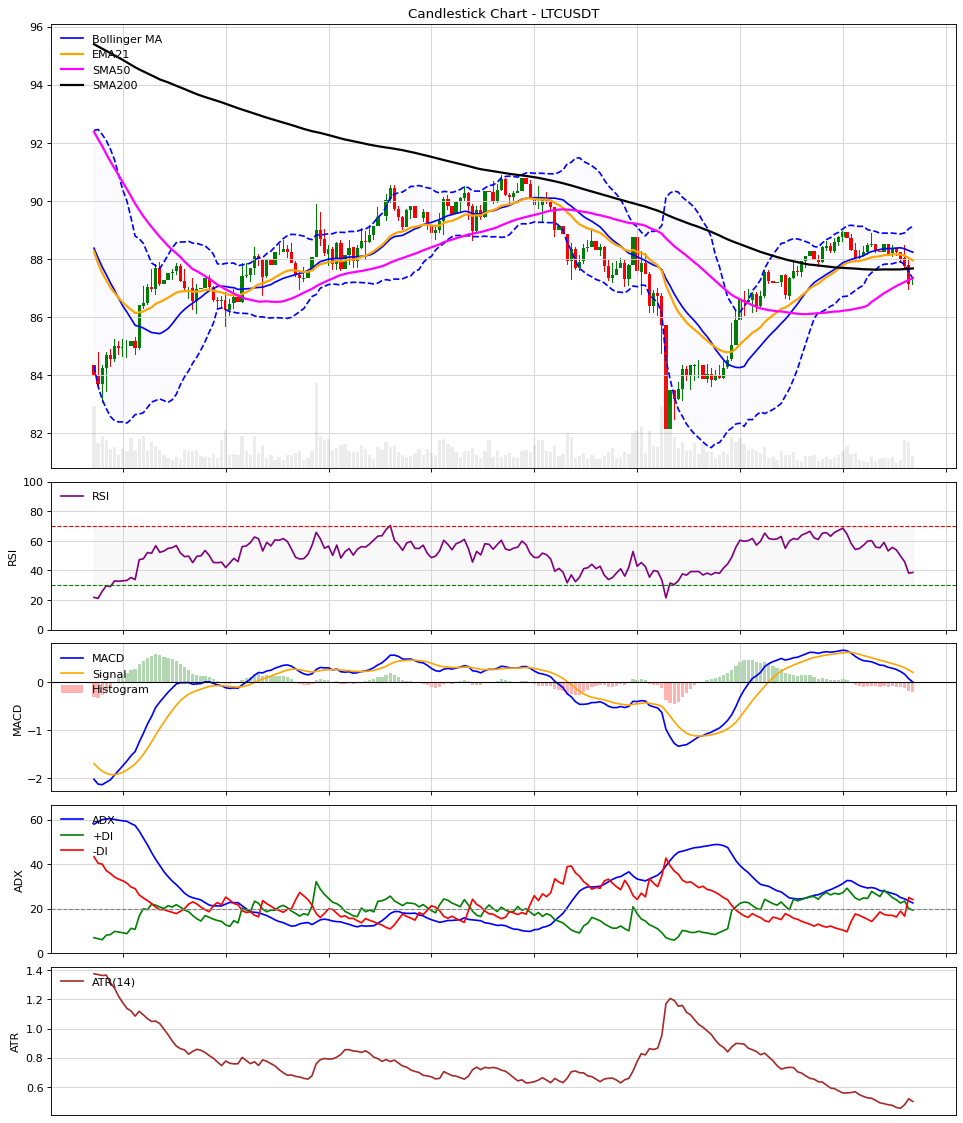 Candlestick Chart - LTCUSDT
96
94
92
90
88
86
84
82
Bollinger MA
EMA21
SMA50
SMA200
100
80
60
40
20
0
RSI
RSI
0
−1
−2
MACD
MACD
Signal
Histogram
60
40
20
0
ADX
ADX
+DI
-DI
1.4
1.2
1.0
0.8
0.6
ATR
ATR(14)